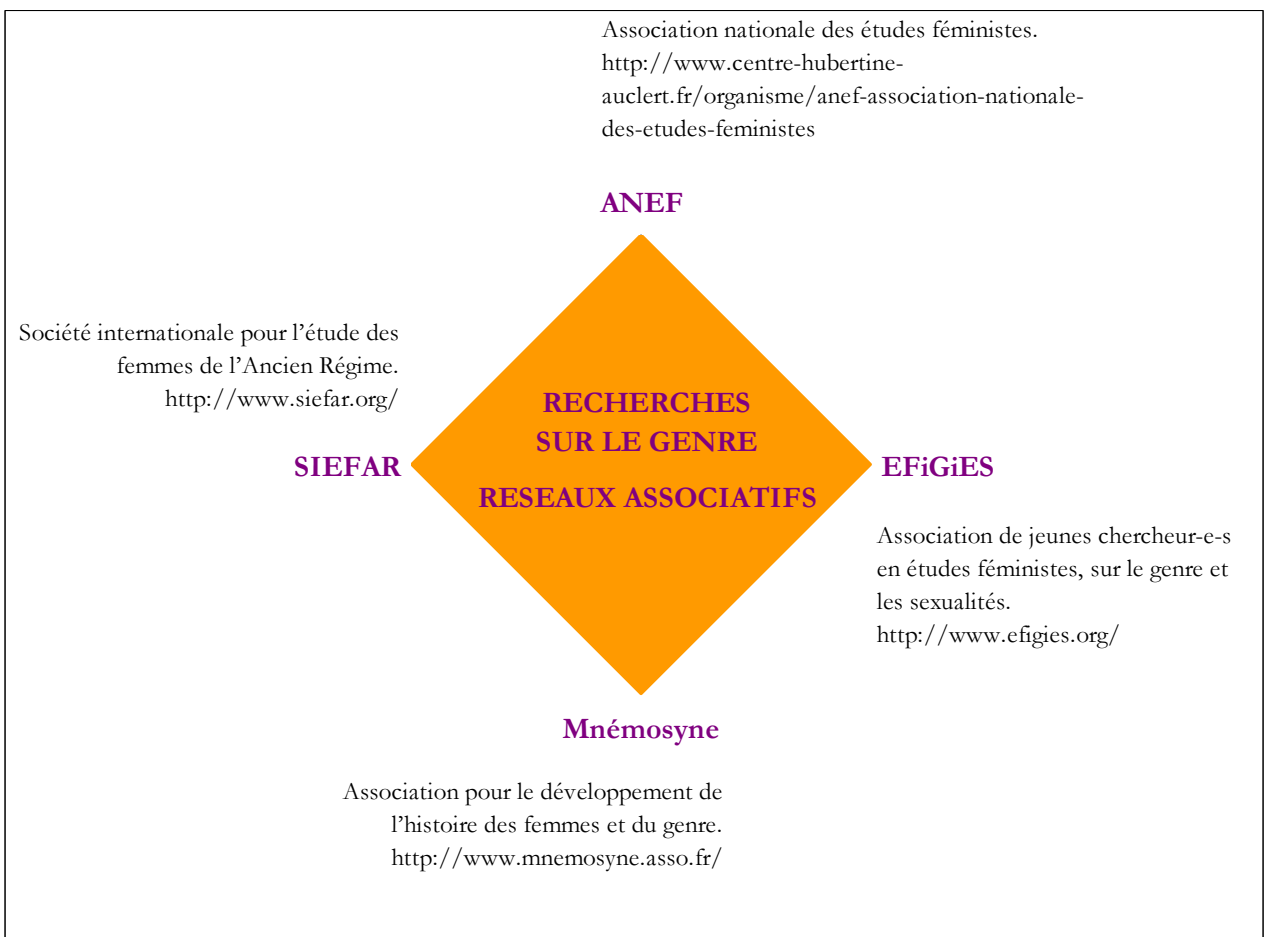 Association nationale des études féministes.
http://www.centre-hubertine-
auclert.fr/organisme/anef-association-nationale-
des-etudes-feministes
ANEF
Société internationale pour l’étude des
femmes de l’Ancien Régime.
http://www.siefar.org/
SIEFAR
RECHERCHES
SUR LE GENRE
RESEAUX ASSOCIATIFS
EFiGiES
Association de jeunes chercheur-e-s
en études féministes, sur le genre et
les sexualités.
http://www.efigies.org/
Mnémosyne
Association pour le développement de
l’histoire des femmes et du genre.
http://www.mnemosyne.asso.fr/